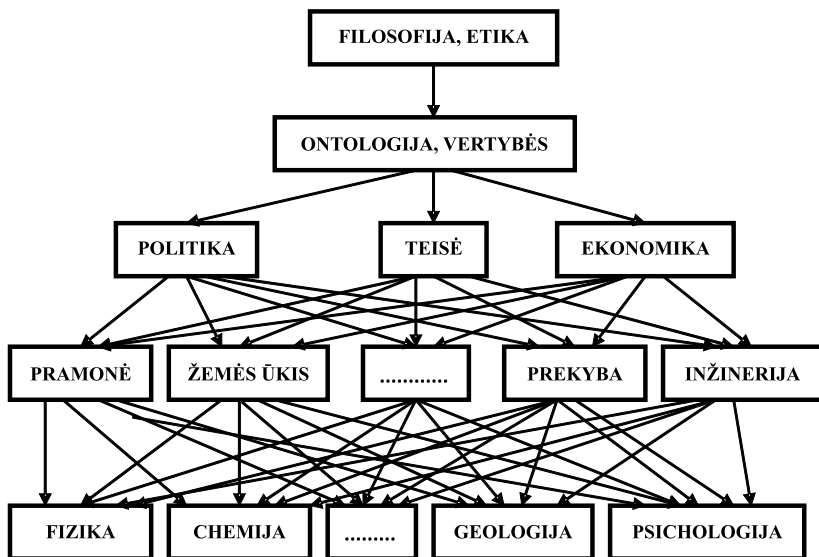 FILOSOFIJA, ETIKA
ONTOLOGIJA, VERTYBĖS
POLITIKA
TEISĖ
EKONOMIKA
PRAMONĖ
ŽEMĖS ŪKIS
............
PREKYBA
INŽINERIJA
FIZIKA
CHEMIJA
.........
GEOLOGIJA
PSICHOLOGIJA